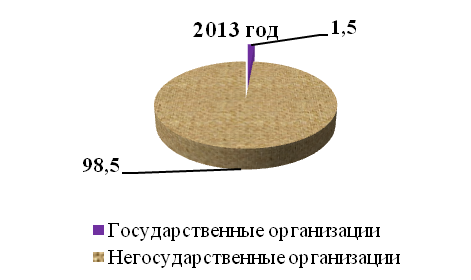 2013 год
1,5
98,5
Государственные организации
Негосударственные организации